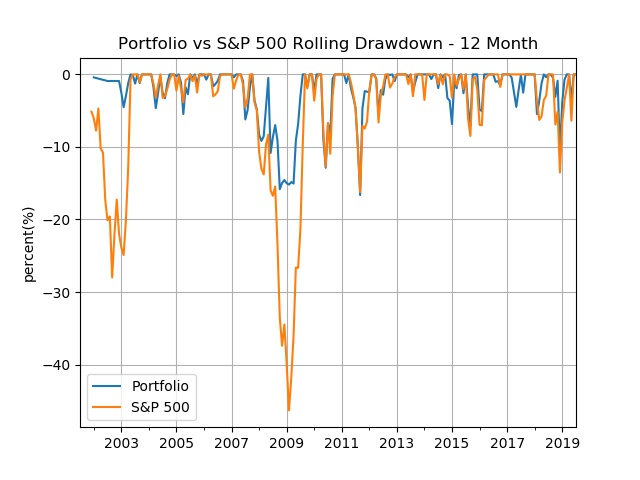 Portfolio vs S&P 500 Rolling Drawdown - 12 Month
percent(%)
0
−10
−20
−30
−40
Portfolio
S&P 500
2003 2005 2007 2009 2011 2013 2015 2017 2019